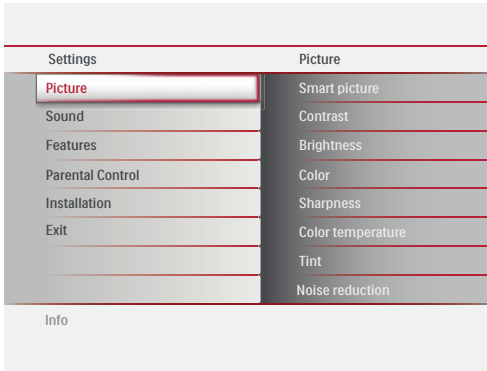 Settings
Picture
Picture
Smart picture
Sound
Contrast
Features
Brightness
Parental Control
Color
Installation
Sharpness
Exit
Color temperature
Tint
Noise reduction
Info